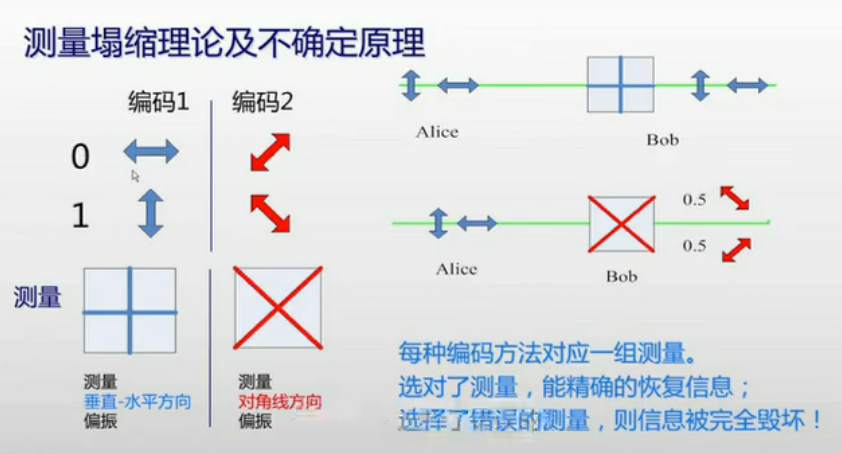 测量塌缩理论及不确定原理
编码1
编码2
0
1
测量
测量
垂直-水平方向
偏振
测量
对角线方向
偏振
Alice
Bob
Alice
Bob
0.5
0.5
每种编码方法对应一组测量。
选对了测量，能精确的恢复信息；
选择了错误的测量，则信息被完全毁坏！